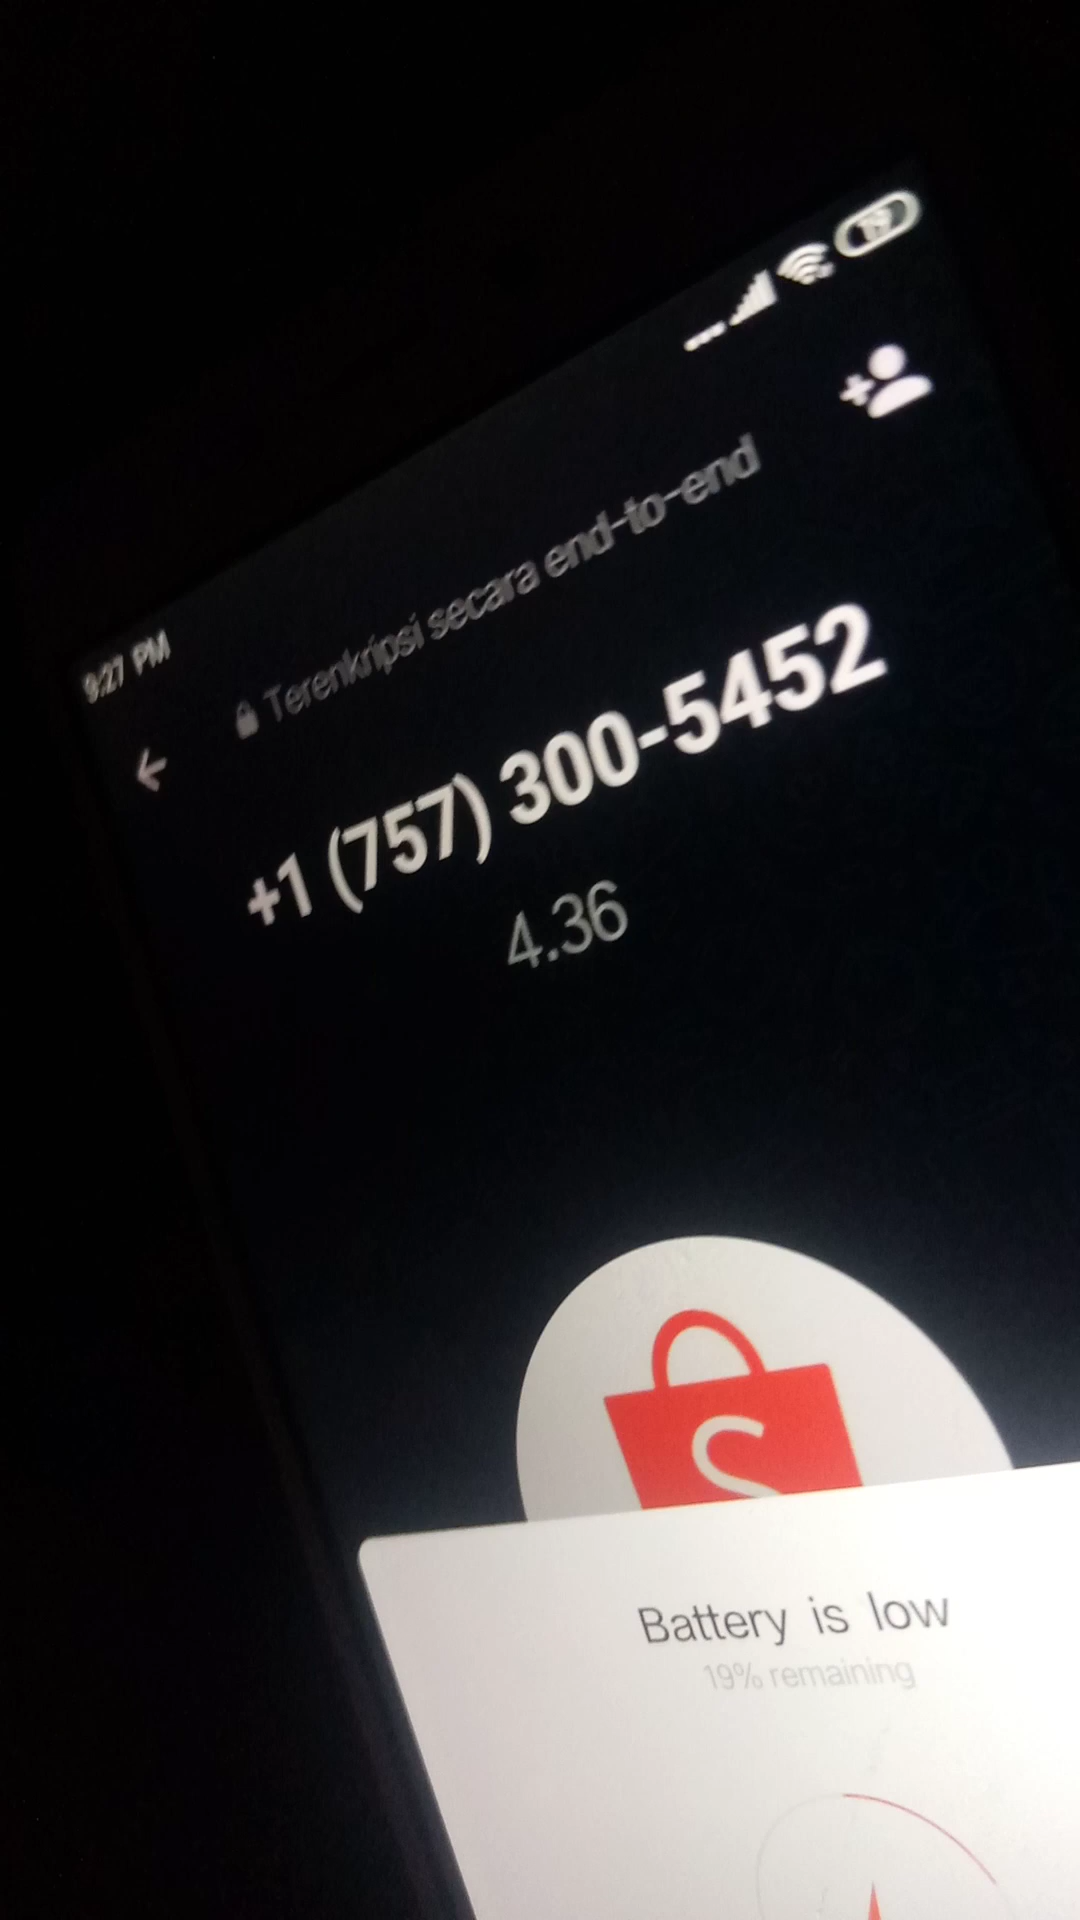 9:27 PM
19
Terenkripsi secara end-to-end
+1 (757) 300-5452
4.36
S
Battery is low
19% remaining